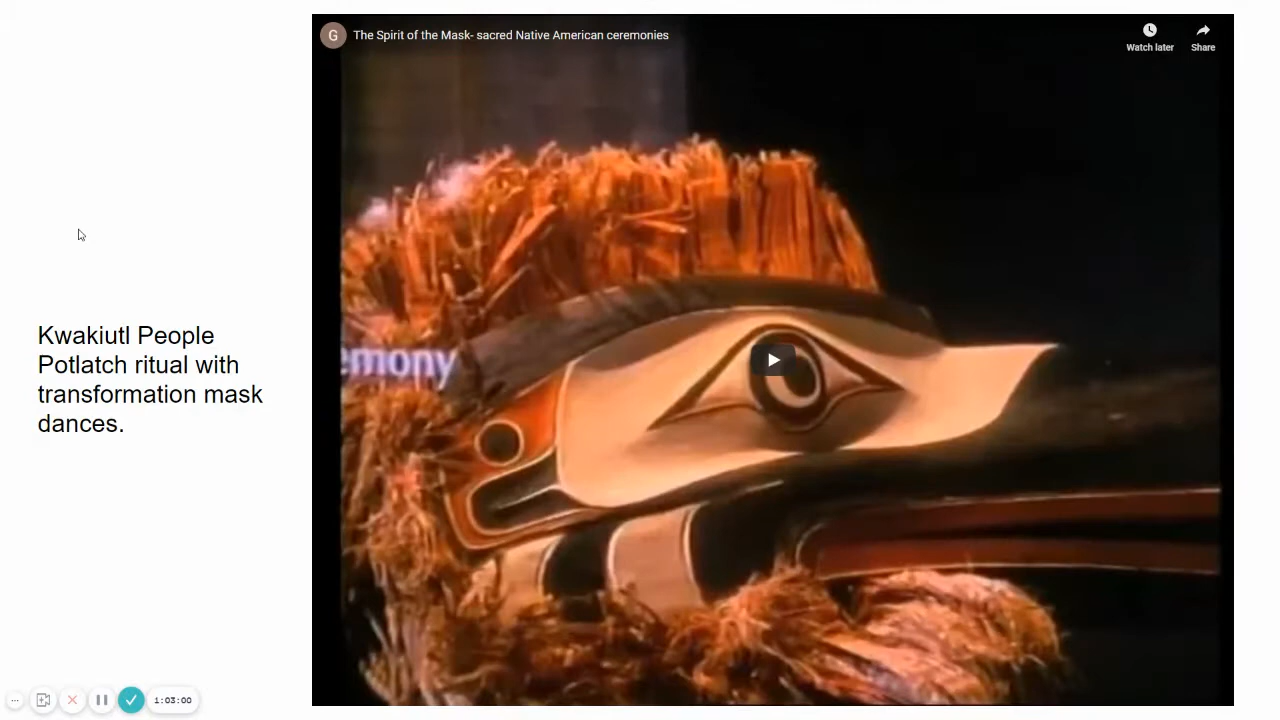 G
The Spirit of the Mask- sacred Native American ceremonies
Watch later
Share
emony
Kwakiutl People
Potlatch ritual with
transformation mask
dances.
1:03:00